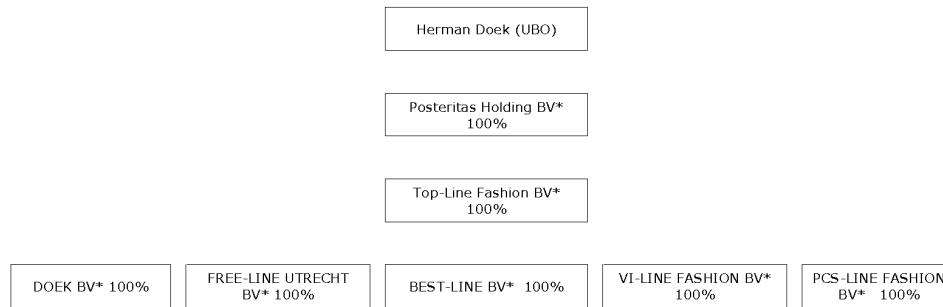 Herman Doek (UBO)
Posteritas Holding BV*
100%
Top-Line Fashion BV*
100%
DOEK BV* 100%
FREE-LINE UTRECHT
BV* 100%
BEST-LINE BV* 100%
VI-LINE FASHION BV*
100%
PCS-LINE FASHION
BV* 100%